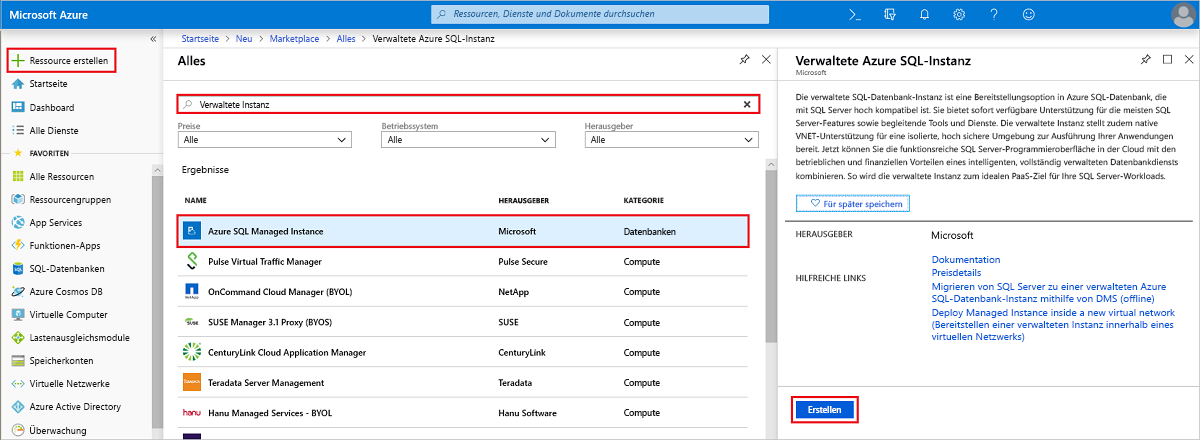 Microsoft Azure
Ressourcen, Dienste und Dokumente durchsuchen
Ressource erstellen
Startseite
Dashboard
Alle Dienste
FAVORITEN
Alle Ressourcen
Ressourcengruppen
App Services
Funktionen-Apps
SQL-Datenbanken
Azure Cosmos DB
Virtuelle Computer
Lastenausgleichsmodule
Speicherkonten
Virtuelle Netzwerke
Azure Active Directory
Überwachung
Startseite > Neu > Marketplace > Alles > Verwaltete Azure SQL-Instanz
Alles
Verwaltete Instanz
Preise Betriebssystem Herausgeber
Alle Alle Alle
Ergebnisse
NAME HERAUSGEBER KATEGORIE
Azure SQL Managed Instance Microsoft Datenbanken
Pulse Virtual Traffic Manager Pulse Secure Compute
NetApp OnCommand Cloud Manager (BYOL) NetApp Compute
SUSE SUSE Manager 3.1 Proxy (BYOS) SUSE Compute
CenturyLink Cloud Application Manager CenturyLink Compute
TERADATA Teradata Server Management Teradata Compute
hanu Hanu Managed Services - BYOL Hanu Software Compute
Verwaltete Azure SQL-Instanz
Microsoft
Die verwaltete SQL-Datenbank-Instanz ist eine Bereitstellungsoption in Azure SQL-Datenbank, die
mit SQL Server hoch kompatibel ist. Sie bietet sofort verfügbare Unterstützung für die meisten SQL
Server-Features sowie begleitende Tools und Dienste. Die verwaltete Instanz stellt zudem native
VNET-Unterstützung für eine isolierte, hoch sichere Umgebung zur Ausführung Ihrer Anwendungen
bereit. Jetzt können Sie die funktionsreiche SQL Server-Programmieroberfläche in der Cloud mit den
betrieblichen und finanziellen Vorteilen eines intelligenten, vollständig verwalteten Datenbankdiensts
kombinieren. So wird die verwaltete Instanz zum idealen PaaS-Ziel für Ihre SQL Server-Workloads.
Für später speichern
HERAUSGEBER Microsoft
HILFREICHE LINKS
Dokumentation
Preisdetails
Migrieren von SQL Server zu einer verwalteten Azure
SQL-Datenbank-Instanz mithilfe von DMS (offline)
Deploy Managed Instance inside a new virtual network
(Bereitstellen einer verwalteten Instanz innerhalb eines
virtuellen Netzwerks)
Erstellen